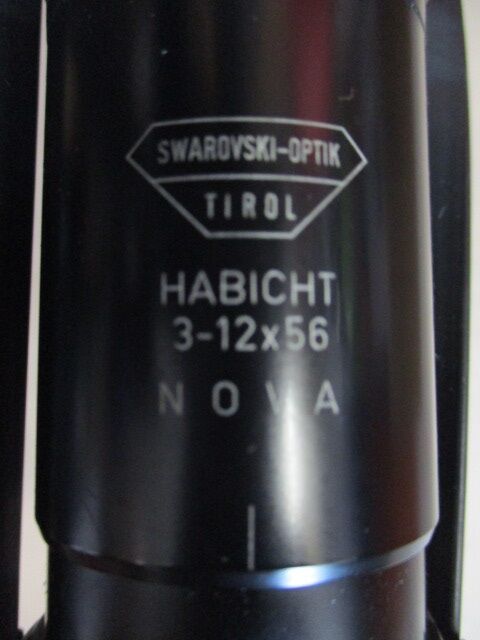 SWAROVSKI-OPTIK
TIROL
HABICHT
3-12x56
NOVA